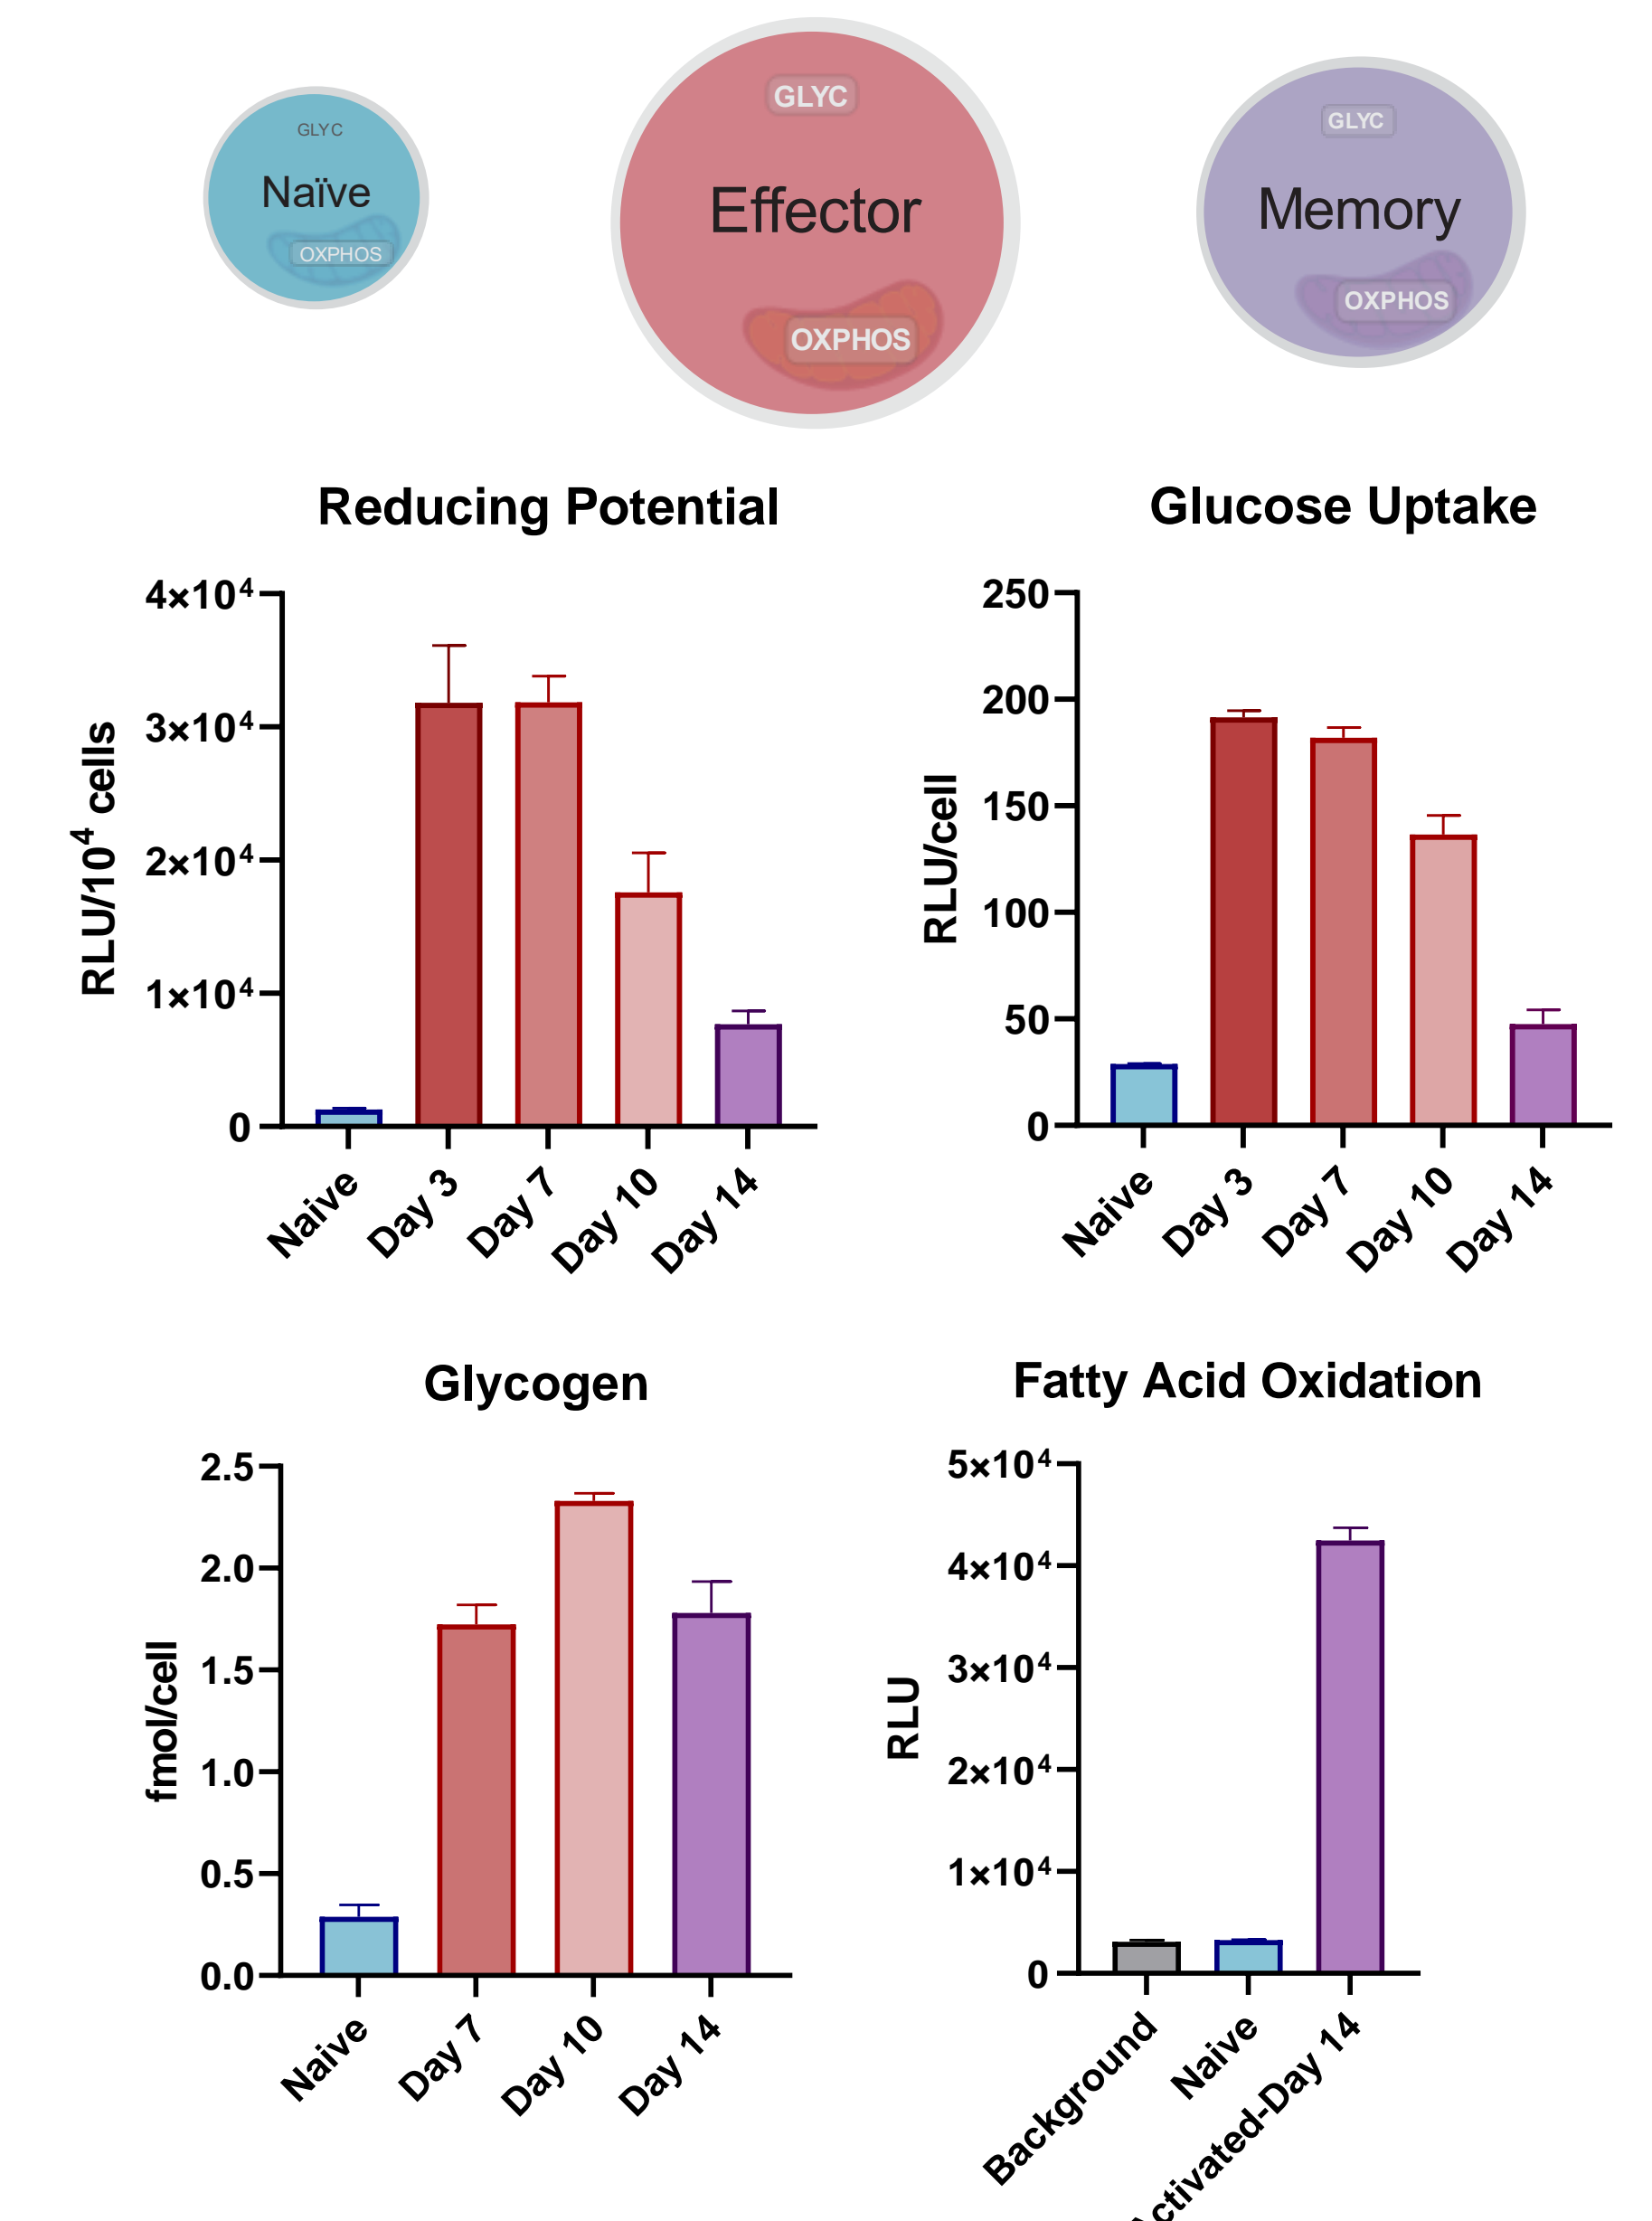 GLYC
Naïve
OXPHOS
GLYC
Effector
OXPHOS
GLYC
Memory
OXPHOS
Reducing Potential
RLU/10⁴ cells
4×10⁴
3×10⁴
2×10⁴
1×10⁴
0
Naive
Day 3
Day 7
Day 10
Day 14
Glucose Uptake
RLU/cell
250
200
150
100
50
0
Naive
Day 3
Day 7
Day 10
Day 14
Glycogen
fmol/cell
2.5
2.0
1.5
1.0
0.5
0.0
Naive
Day 7
Day 10
Day 14
Fatty Acid Oxidation
RLU
5×10⁴
4×10⁴
3×10⁴
2×10⁴
1×10⁴
0
Background
Naive
Activated-Day 14